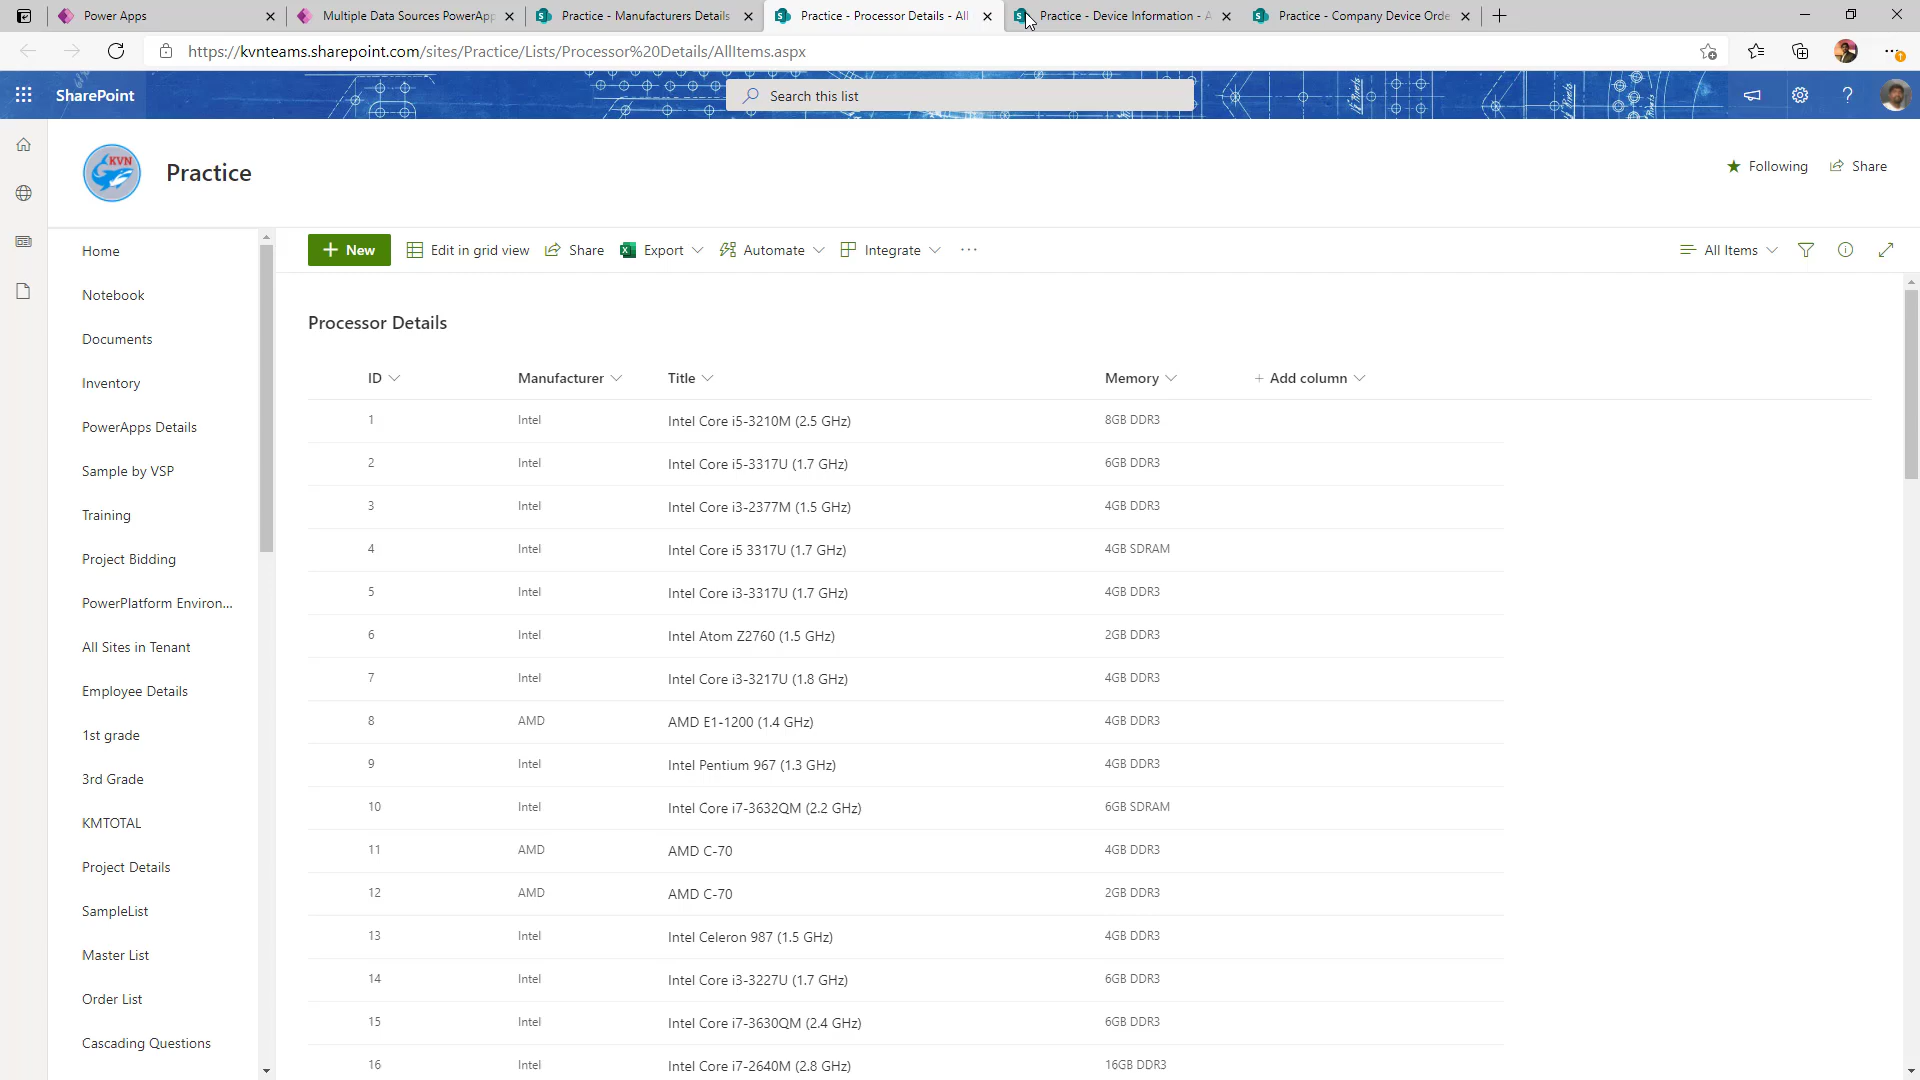 Power Apps
Multiple Data Sources PowerApp
Practice - Manufacturers Details
Practice - Processor Details - All
Practice - Device Information - A
Practice - Company Device Orde
https://kvnteams.sharepoint.com/sites/Practice/Lists/Processor%20Details/AllItems.aspx
SharePoint
Search this list
KVN
Practice
Following
Share
Home
Notebook
Documents
Inventory
PowerApps Details
Sample by VSP
Training
Project Bidding
PowerPlatform Environ...
All Sites in Tenant
Employee Details
1st grade
3rd Grade
KMTOTAL
Project Details
SampleList
Master List
Order List
Cascading Questions
+ New
Edit in grid view
Share
Export
Automate
Integrate
...
All Items
Processor Details
ID Manufacturer Title Memory + Add column
1 Intel Intel Core i5-3210M (2.5 GHz) 8GB DDR3
2 Intel Intel Core i5-3317U (1.7 GHz) 6GB DDR3
3 Intel Intel Core i3-2377M (1.5 GHz) 4GB DDR3
4 Intel Intel Core i5 3317U (1.7 GHz) 4GB SDRAM
5 Intel Intel Core i3-3317U (1.7 GHz) 4GB DDR3
6 Intel Intel Atom Z2760 (1.5 GHz) 2GB DDR3
7 Intel Intel Core i3-3217U (1.8 GHz) 4GB DDR3
8 AMD AMD E1-1200 (1.4 GHz) 4GB DDR3
9 Intel Intel Pentium 967 (1.3 GHz) 4GB DDR3
10 Intel Intel Core i7-3632QM (2.2 GHz) 6GB SDRAM
11 AMD AMD C-70 4GB DDR3
12 AMD AMD C-70 2GB DDR3
13 Intel Intel Celeron 987 (1.5 GHz) 4GB DDR3
14 Intel Intel Core i3-3227U (1.7 GHz) 6GB DDR3
15 Intel Intel Core i7-3630QM (2.4 GHz) 6GB DDR3
16 Intel Intel Core i7-2640M (2.8 GHz) 16GB DDR3